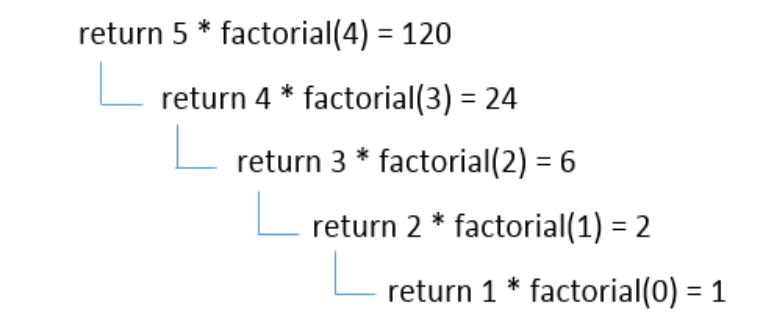 return 5 * factorial(4) = 120
return 4 * factorial(3) = 24
return 3 * factorial(2) = 6
return 2 * factorial(1) = 2
return 1 * factorial(0) = 1